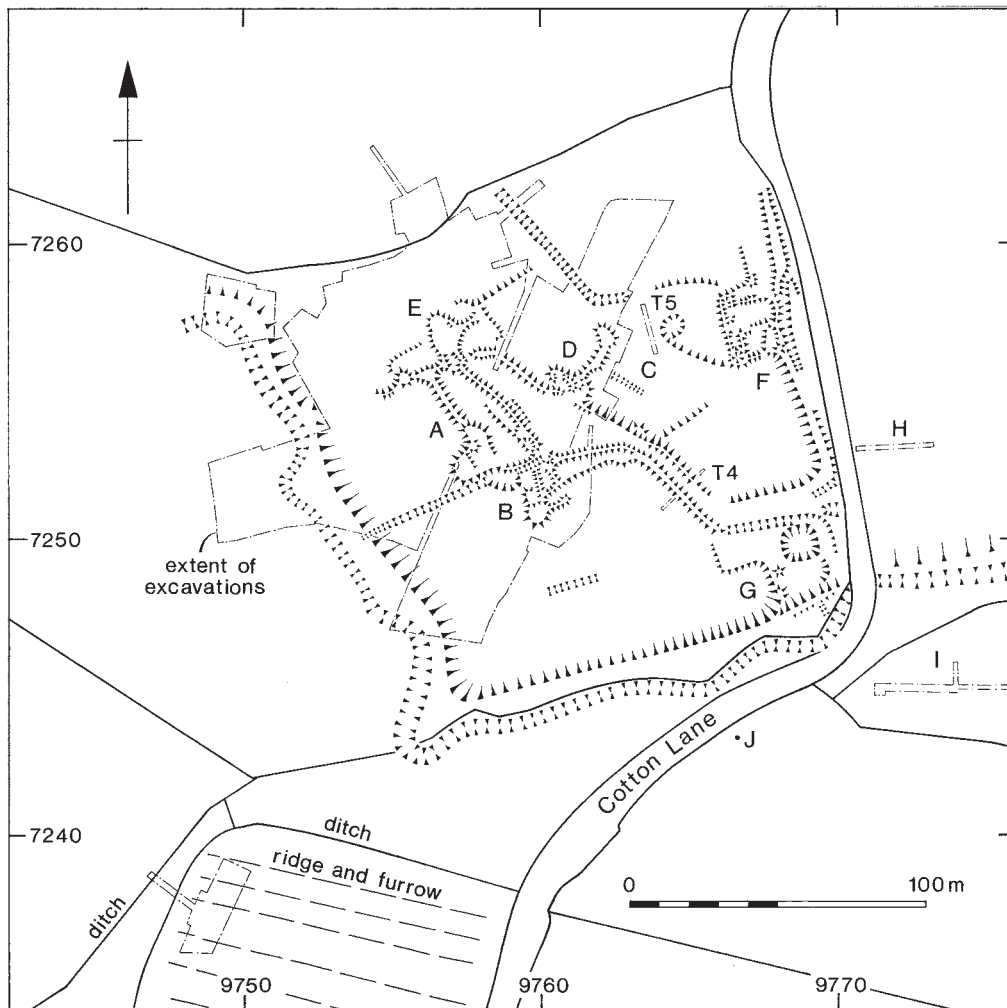 7260
E
T5
D
C
F
A
H
T4
B
7250
extent of
excavations
G
I
J
Cotton Lane
7240
ditch
ridge and furrow
0 100m
ditch
9750 9760 9770